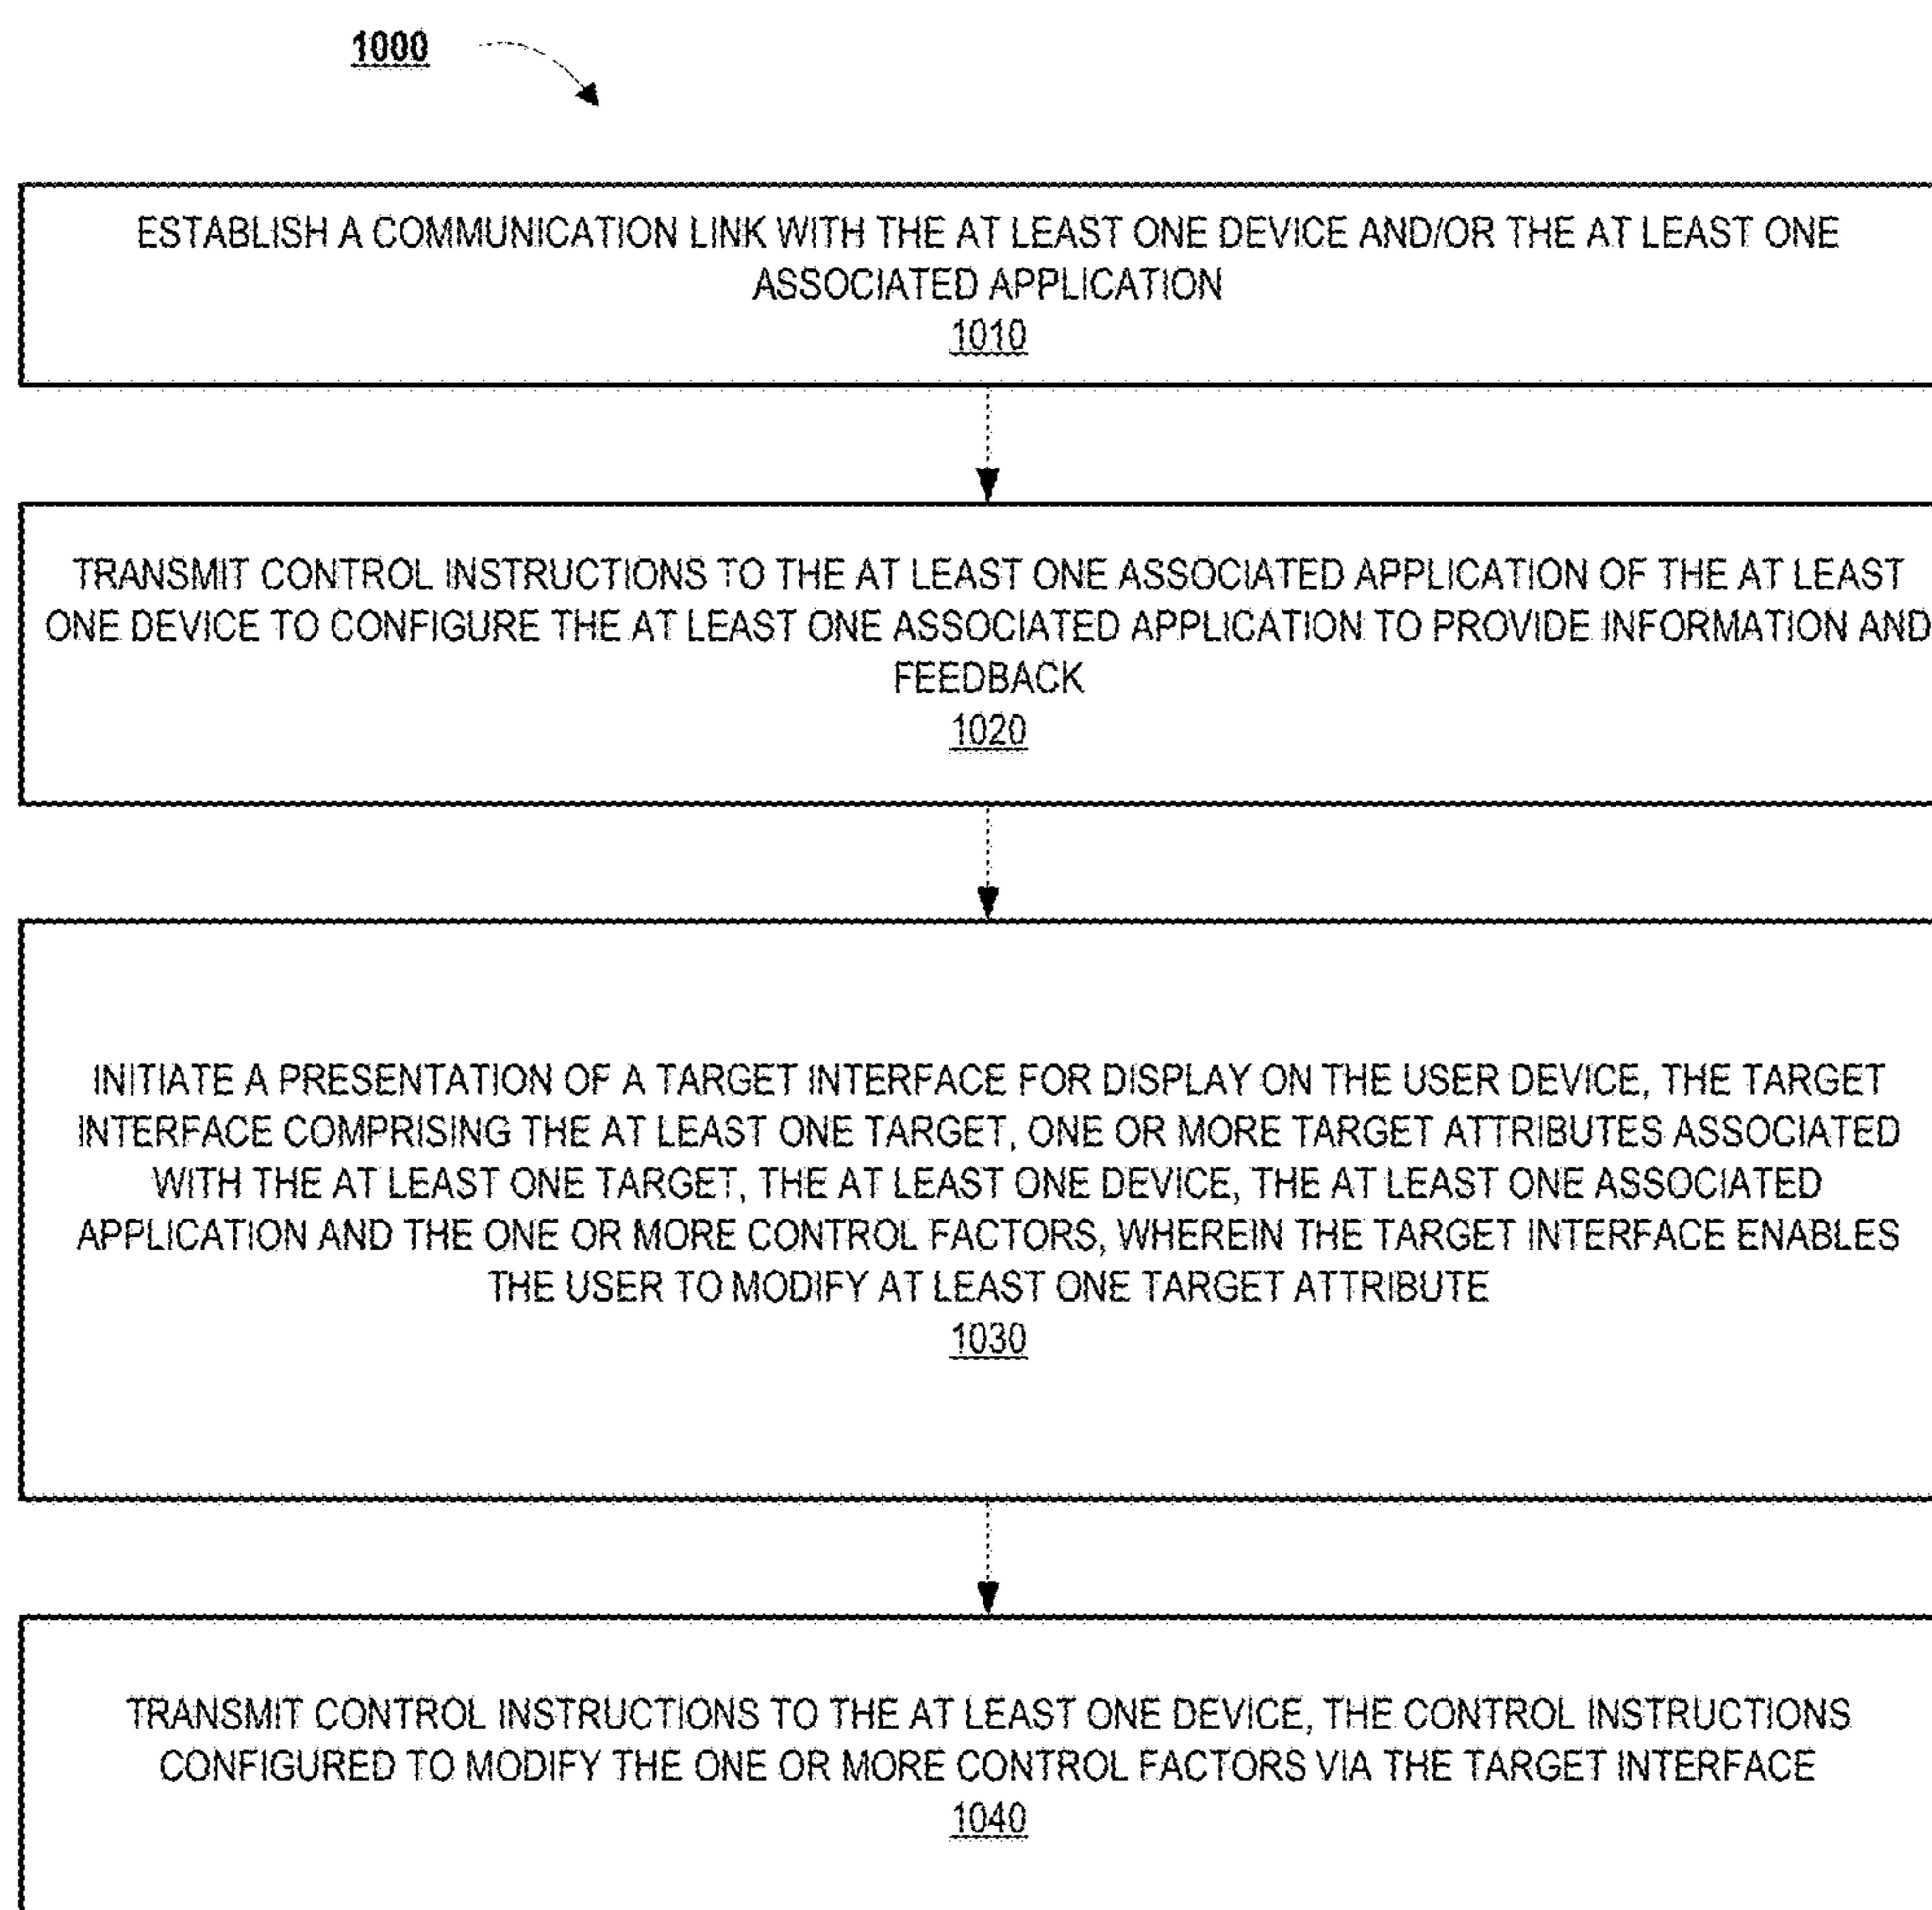 1000
ESTABLISH A COMMUNICATION LINK WITH THE AT LEAST ONE DEVICE AND/OR THE AT LEAST ONE
ASSOCIATED APPLICATION
1010
TRANSMIT CONTROL INSTRUCTIONS TO THE AT LEAST ONE ASSOCIATED APPLICATION OF THE AT LEAST
ONE DEVICE TO CONFIGURE THE AT LEAST ONE ASSOCIATED APPLICATION TO PROVIDE INFORMATION AND
FEEDBACK
1020
INITIATE A PRESENTATION OF A TARGET INTERFACE FOR DISPLAY ON THE USER DEVICE, THE TARGET
INTERFACE COMPRISING THE AT LEAST ONE TARGET, ONE OR MORE TARGET ATTRIBUTES ASSOCIATED
WITH THE AT LEAST ONE TARGET, THE AT LEAST ONE DEVICE, THE AT LEAST ONE ASSOCIATED
APPLICATION AND THE ONE OR MORE CONTROL FACTORS, WHEREIN THE TARGET INTERFACE ENABLES
THE USER TO MODIFY AT LEAST ONE TARGET ATTRIBUTE
1030
TRANSMIT CONTROL INSTRUCTIONS TO THE AT LEAST ONE DEVICE, THE CONTROL INSTRUCTIONS
CONFIGURED TO MODIFY THE ONE OR MORE CONTROL FACTORS VIA THE TARGET INTERFACE
1040